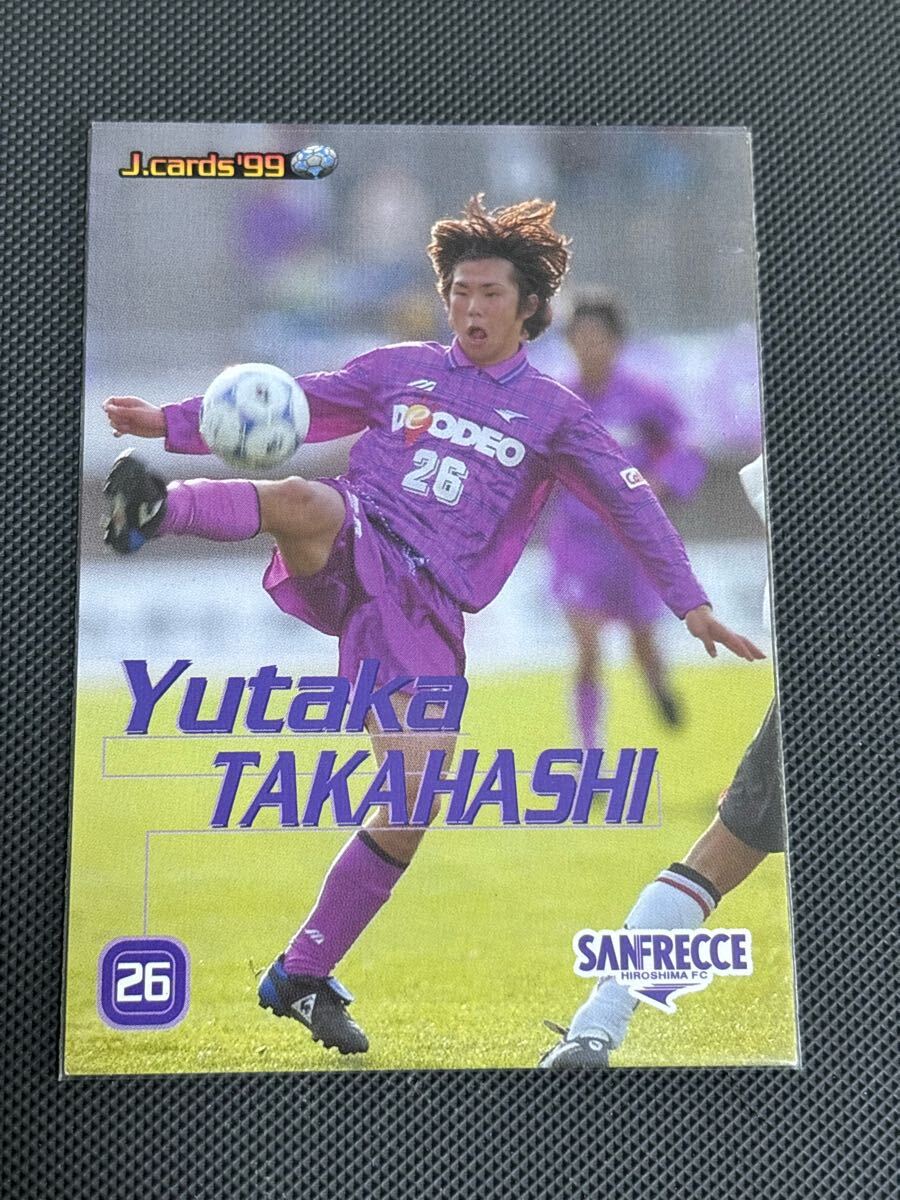 J.cards'99
DEODEO
26
Yutaka
TAKAHASHI
26
SANFRECCE
HIROSHIMA FC